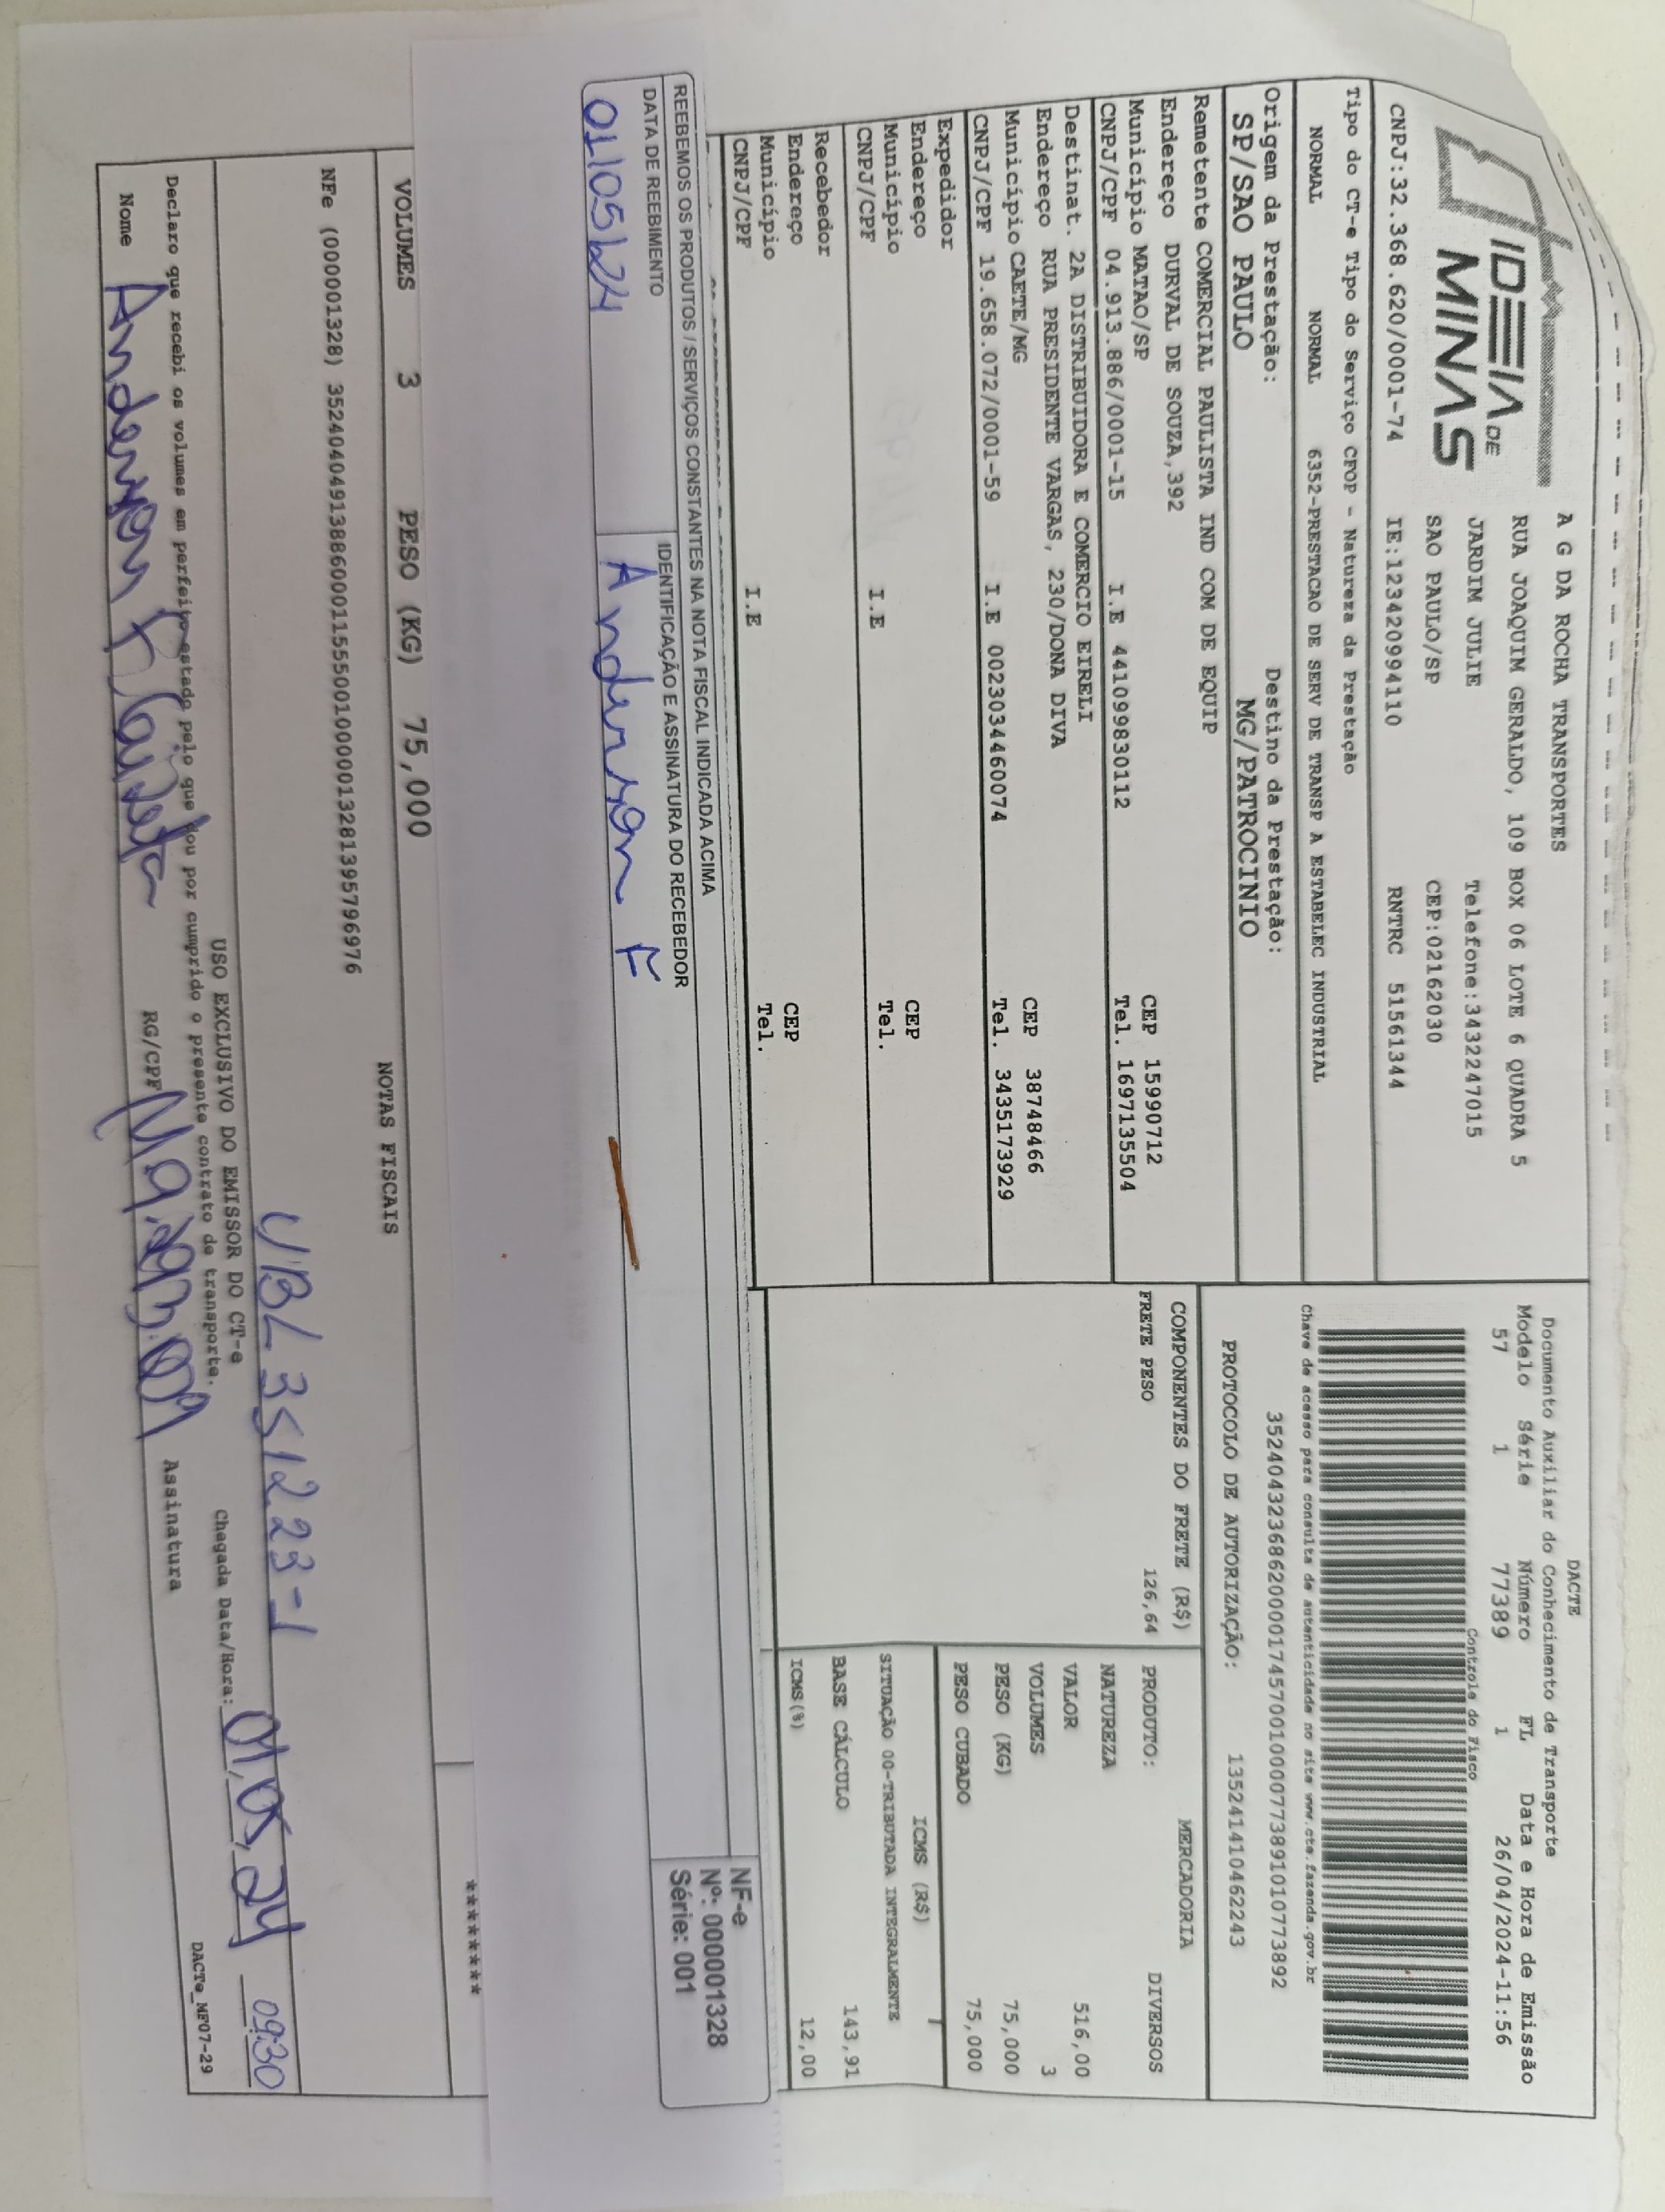 IDEIA DE
MINAS
A G DA ROCHA TRANSPORTES
RUA JOAQUIM GERALDO, 109 BOX 06 LOTE 6 QUADRA 5
JARDIM JULIE Telefone:3432247015
SAO PAULO/SP CEP:02162030
CNPJ:32.368.620/0001-74 IE:123420994110 RNTRC 51561344
DACTE
Documento Auxiliar do Conhecimento de Transporte
Modelo Série Número FL Data e Hora de Emissão
57 1 77389 1 26/04/2024-11:56
Controle do Fisco
Chave de acesso para consulta de autenticidade no site www.cte.fazenda.gov.br
35240432368620000174570010000773891010773892
PROTOCOLO DE AUTORIZAÇÃO: 135241410462243
Tipo do CT-e Tipo do Serviço CFOP - Natureza da Prestação
NORMAL NORMAL 6352-PRESTACAO DE SERV DE TRANSP A ESTABELEC INDUSTRIAL
Origem da Prestação: Destino da Prestação:
SP/SAO PAULO MG/PATROCINIO
Remetente COMERCIAL PAULISTA IND COM DE EQUIP
Endereço DURVAL DE SOUZA,392
Município MATAO/SP CEP 15990712
CNPJ/CPF 04.913.886/0001-15 I.E 441099830112 Tel. 1697135504
Destinat. 2A DISTRIBUIDORA E COMERCIO EIRELI
Endereço RUA PRESIDENTE VARGAS, 230/DONA DIVA
Município CAETE/MG CEP 38748466
CNPJ/CPF 19.658.072/0001-59 I.E 0023034460074 Tel. 3435173929
Expedidor
Endereço CEP
Município Tel.
CNPJ/CPF I.E
Recebedor
Endereço CEP
Município Tel.
CNPJ/CPF I.E
COMPONENTES DO FRETE (R$)
FRETE PESO 126,64
MERCADORIA
PRODUTO: DIVERSOS
NATUREZA
VALOR 516,00
VOLUMES 3
PESO (KG) 75,000
PESO CUBADO 75,000
ICMS (R$)
SITUAÇÃO 00-TRIBUTADA INTEGRALMENTE
BASE CÁLCULO 143,91
ICMS(%) 12,00
REEBEMOS OS PRODUTOS / SERVIÇOS CONSTANTES NA NOTA FISCAL INDICADA ACIMA
DATA DE REEBIMENTO IDENTIFICAÇÃO E ASSINATURA DO RECEBEDOR
01/05/24 Anderson F
NF-e
Nº: 000001328
Série: 001
********
VOLUMES 3 PESO (KG) 75,000
NOTAS FISCAIS
NFe (000001328) 35240404913886000115550010000013281395796976
UBL 351223-1
USO EXCLUSIVO DO EMISSOR DO CT-e
Declaro que recebi os volumes em perfeito estado pelo que dou por cumprido o presente contrato de transporte.
Chegada Data/Hora: 01/05/24 09:30
Nome Anderson F RG/CPF Assinatura
DACTe_MF07-29